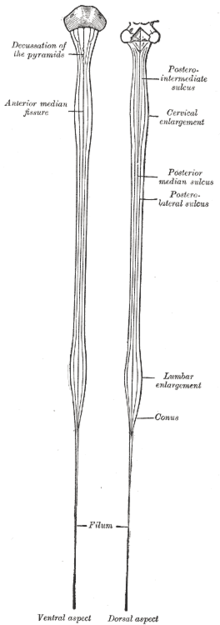 Decussation of
the pyramids
Anterior median
fissure
Postero-
intermediate
sulcus
Cervical
enlargement
Posterior
median sulcus
Postero-
lateral sulcus
Lumbar
enlargement
Conus
Filum
Ventral aspect
Dorsal aspect